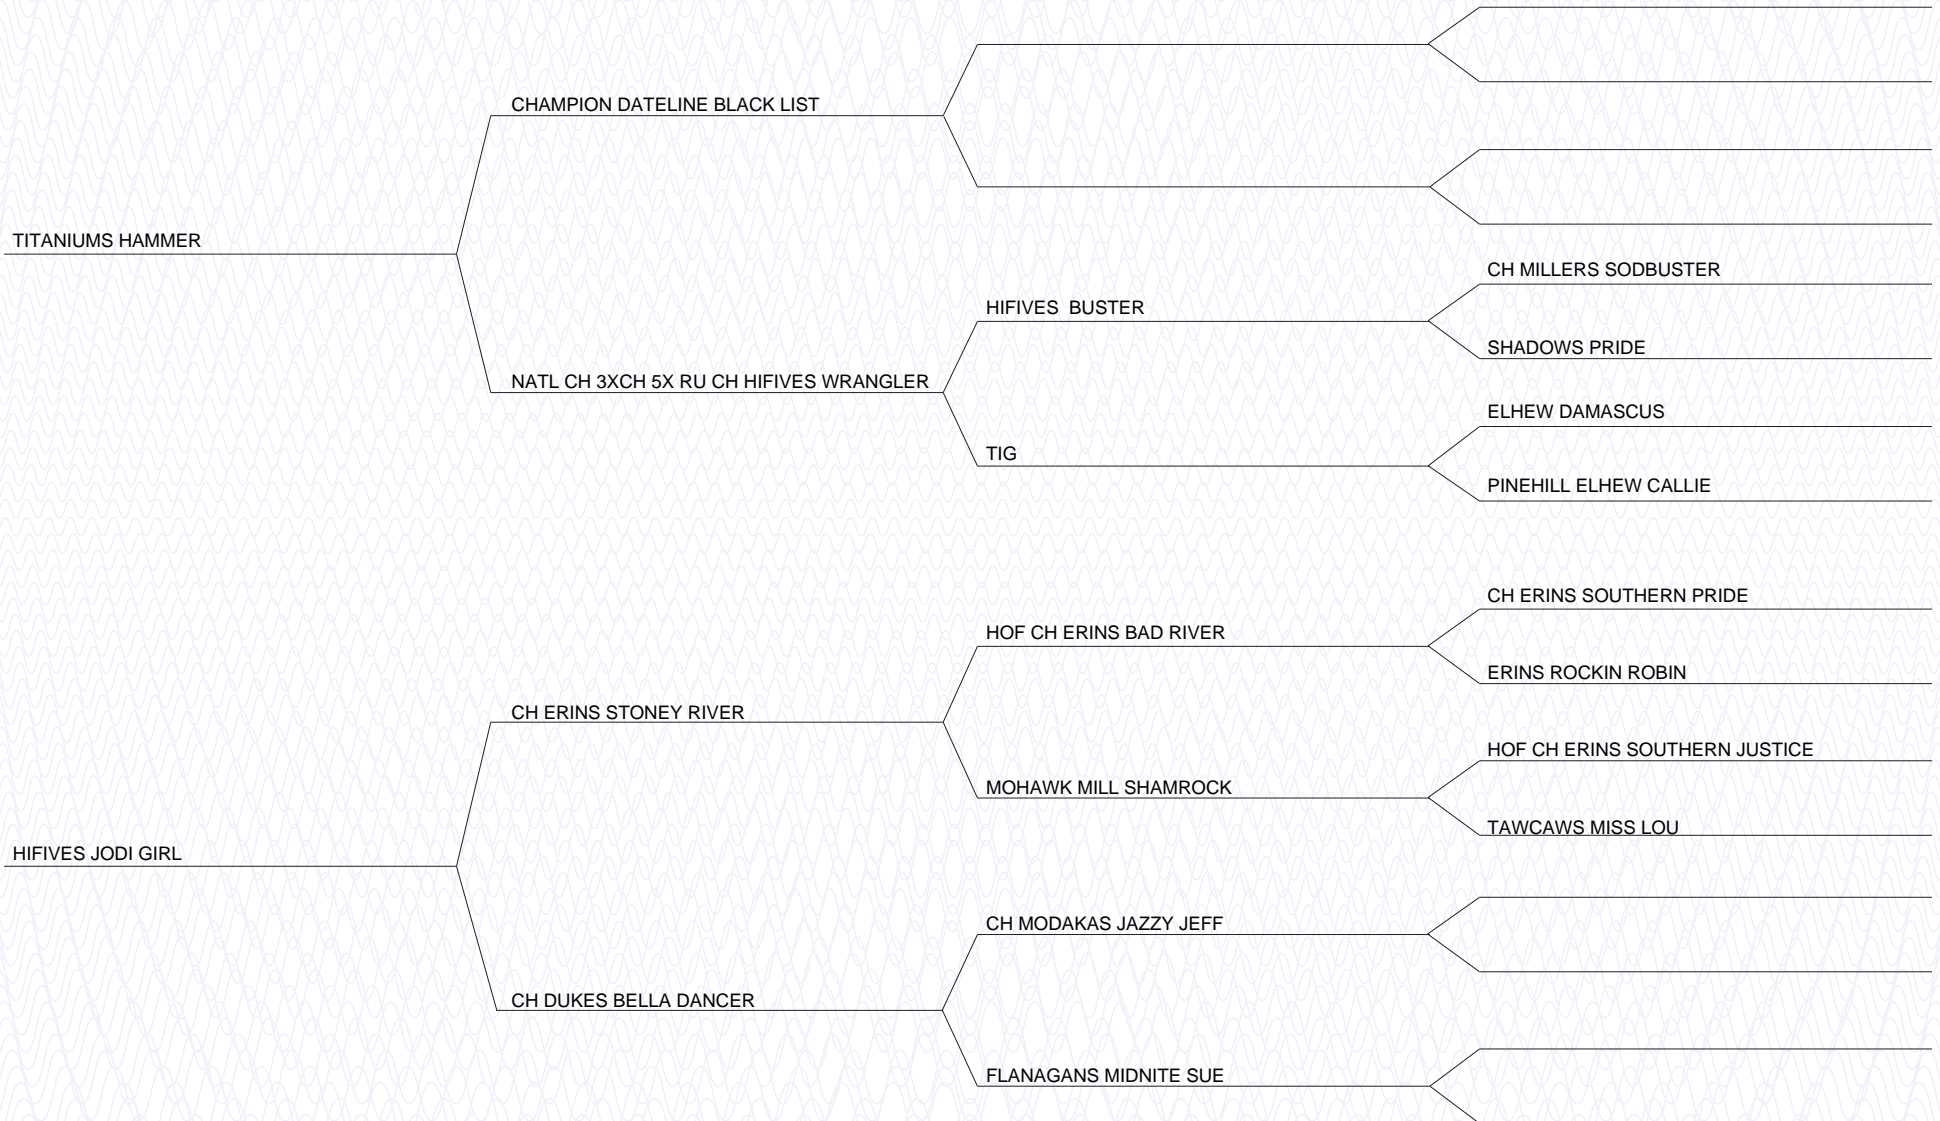 CHAMPION DATELINE BLACK LIST
TITANIUMS HAMMER
CH MILLERS SODBUSTER
HIFIVES  BUSTER
SHADOWS PRIDE
NATL CH 3XCH 5X RU CH HIFIVES WRANGLER
ELHEW DAMASCUS
TIG
PINEHILL ELHEW CALLIE
CH ERINS SOUTHERN PRIDE
HOF CH ERINS BAD RIVER
ERINS ROCKIN ROBIN
CH ERINS STONEY RIVER
HOF CH ERINS SOUTHERN JUSTICE
MOHAWK MILL SHAMROCK
TAWCAWS MISS LOU
HIFIVES JODI GIRL
CH MODAKAS JAZZY JEFF
CH DUKES BELLA DANCER
FLANAGANS MIDNITE SUE